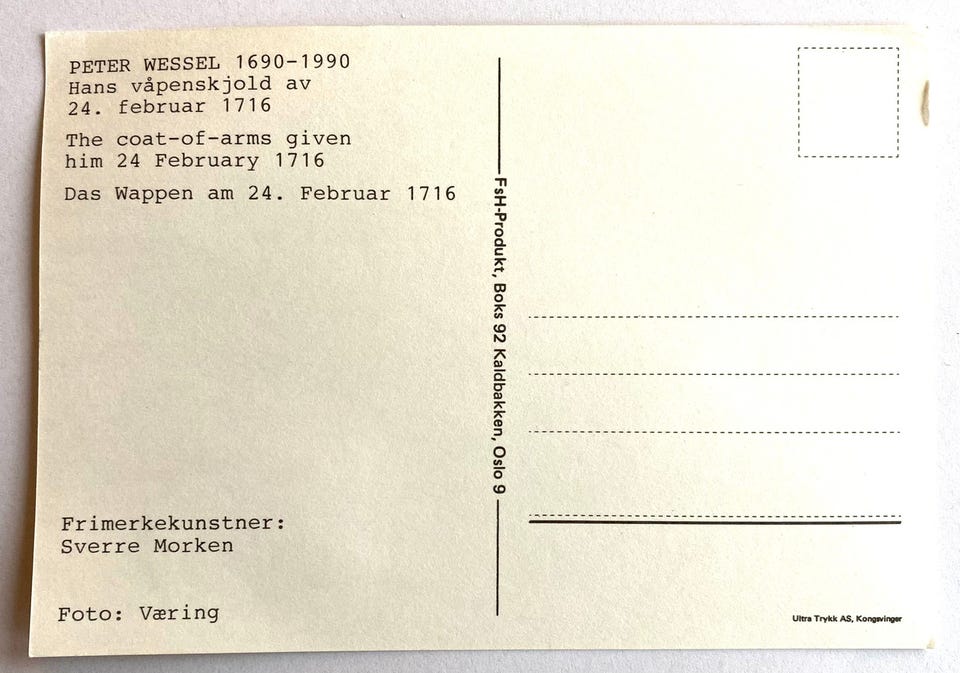 PETER WESSEL 1690-1990
Hans våpenskjold av
24. februar 1716
The coat-of-arms given
him 24 February 1716
Das Wappen am 24. Februar 1716
Frimerkekunstner:
Sverre Morken
Foto: Væring
FsH-Produkt, Boks 92 Kaldbakken, Oslo 9
Ultra Trykk AS, Kongsvinger